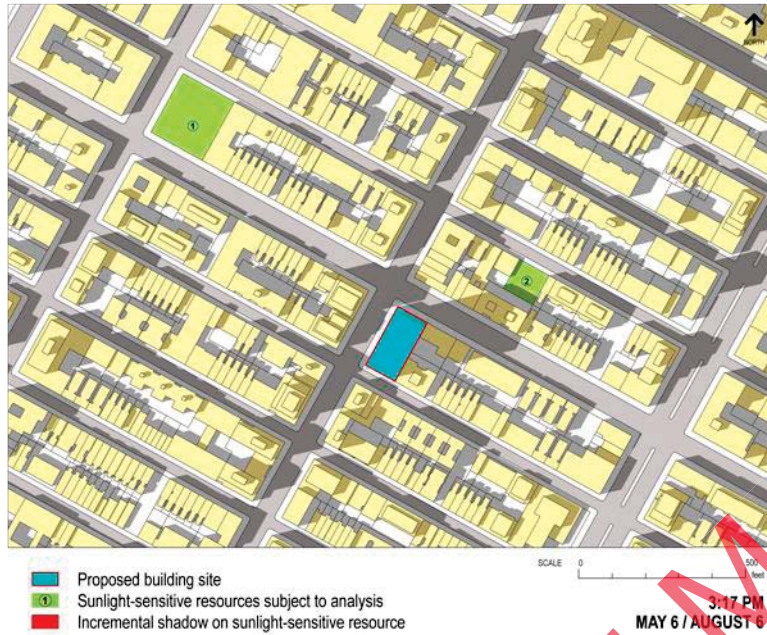 NORTH
1
2
Proposed building site
1 Sunlight-sensitive resources subject to analysis
Incremental shadow on sunlight-sensitive resource
SCALE 0 500 feet
3:17 PM
MAY 6 / AUGUST 6